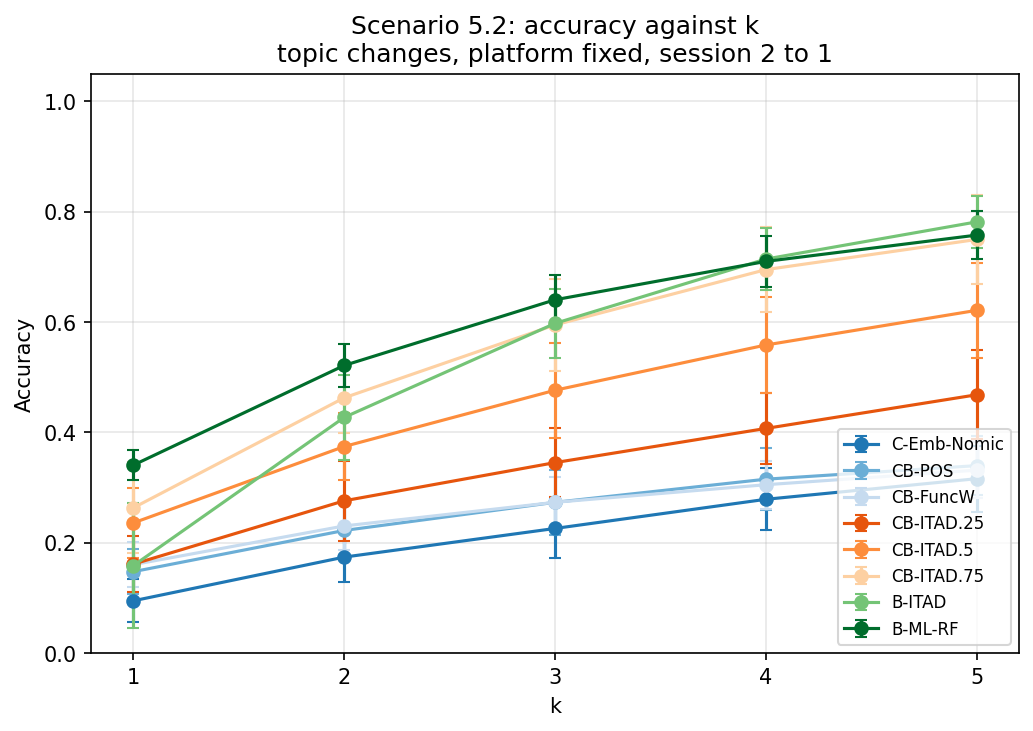 Scenario 5.2: accuracy against k
topic changes, platform fixed, session 2 to 1
Accuracy
1.0
0.8
0.6
0.4
0.2
0.0
C-Emb-Nomic
CB-POS
CB-FuncW
CB-ITAD.25
CB-ITAD.5
CB-ITAD.75
B-ITAD
B-ML-RF
1 2 3 4 5
k